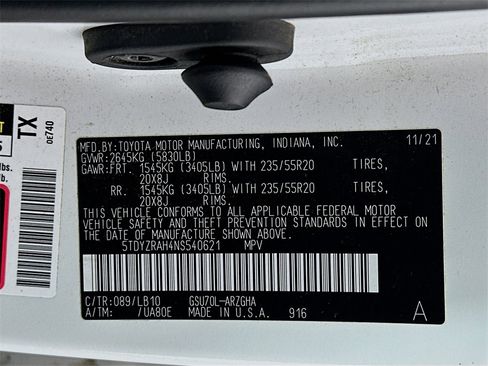 MFD.BY:TOYOTA MOTOR MANUFACTURING, INDIANA, INC. 11/21
GVWR:2645KG (5830LB)
GAWR:FRT. 1545KG (3405LB) WITH 235/55R20 TIRES,
20X8J
RR. 1545KG (3405LB) WITH 235/55R20 TIRES,
20X8J
THIS VEHICLE CONFORMS TO ALL APPLICABLE FEDERAL MOTOR
VEHICLE SAFETY AND THEFT PREVENTION STANDARDS IN EFFECT
ON THE DATE OF MANUFACTURE SHOWN ABOVE.
5TDYZRAH4NS540621 MPV
C/TR:089/LB10 GSU70L-ARZGHA
A/TM: /UA80E MADE IN U.S.A. 916 A
TX
0E740
lbs.
lb.